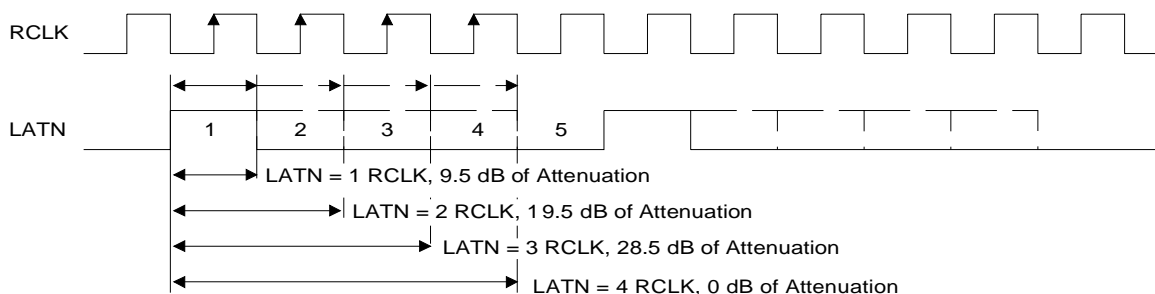 RCLK
LATN
1 2 3 4 5
LATN = 1 RCLK, 9.5 dB of Attenuation
LATN = 2 RCLK, 19.5 dB of Attenuation
LATN = 3 RCLK, 28.5 dB of Attenuation
LATN = 4 RCLK, 0 dB of Attenuation